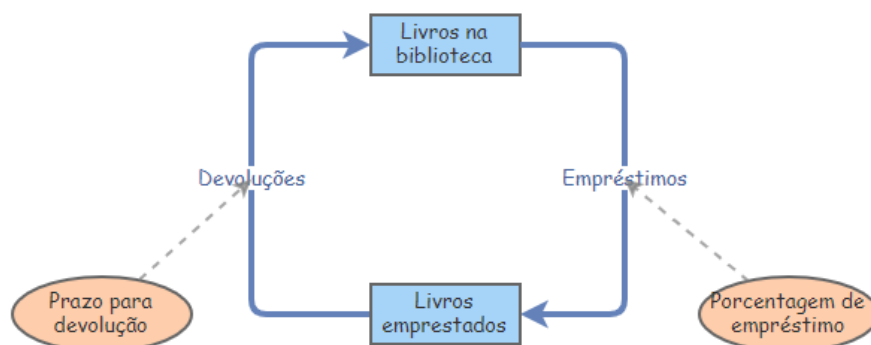 Livros na
biblioteca
Devoluções
Empréstimos
Prazo para
devolução
Livros
emprestados
Porcentagem de
empréstimo